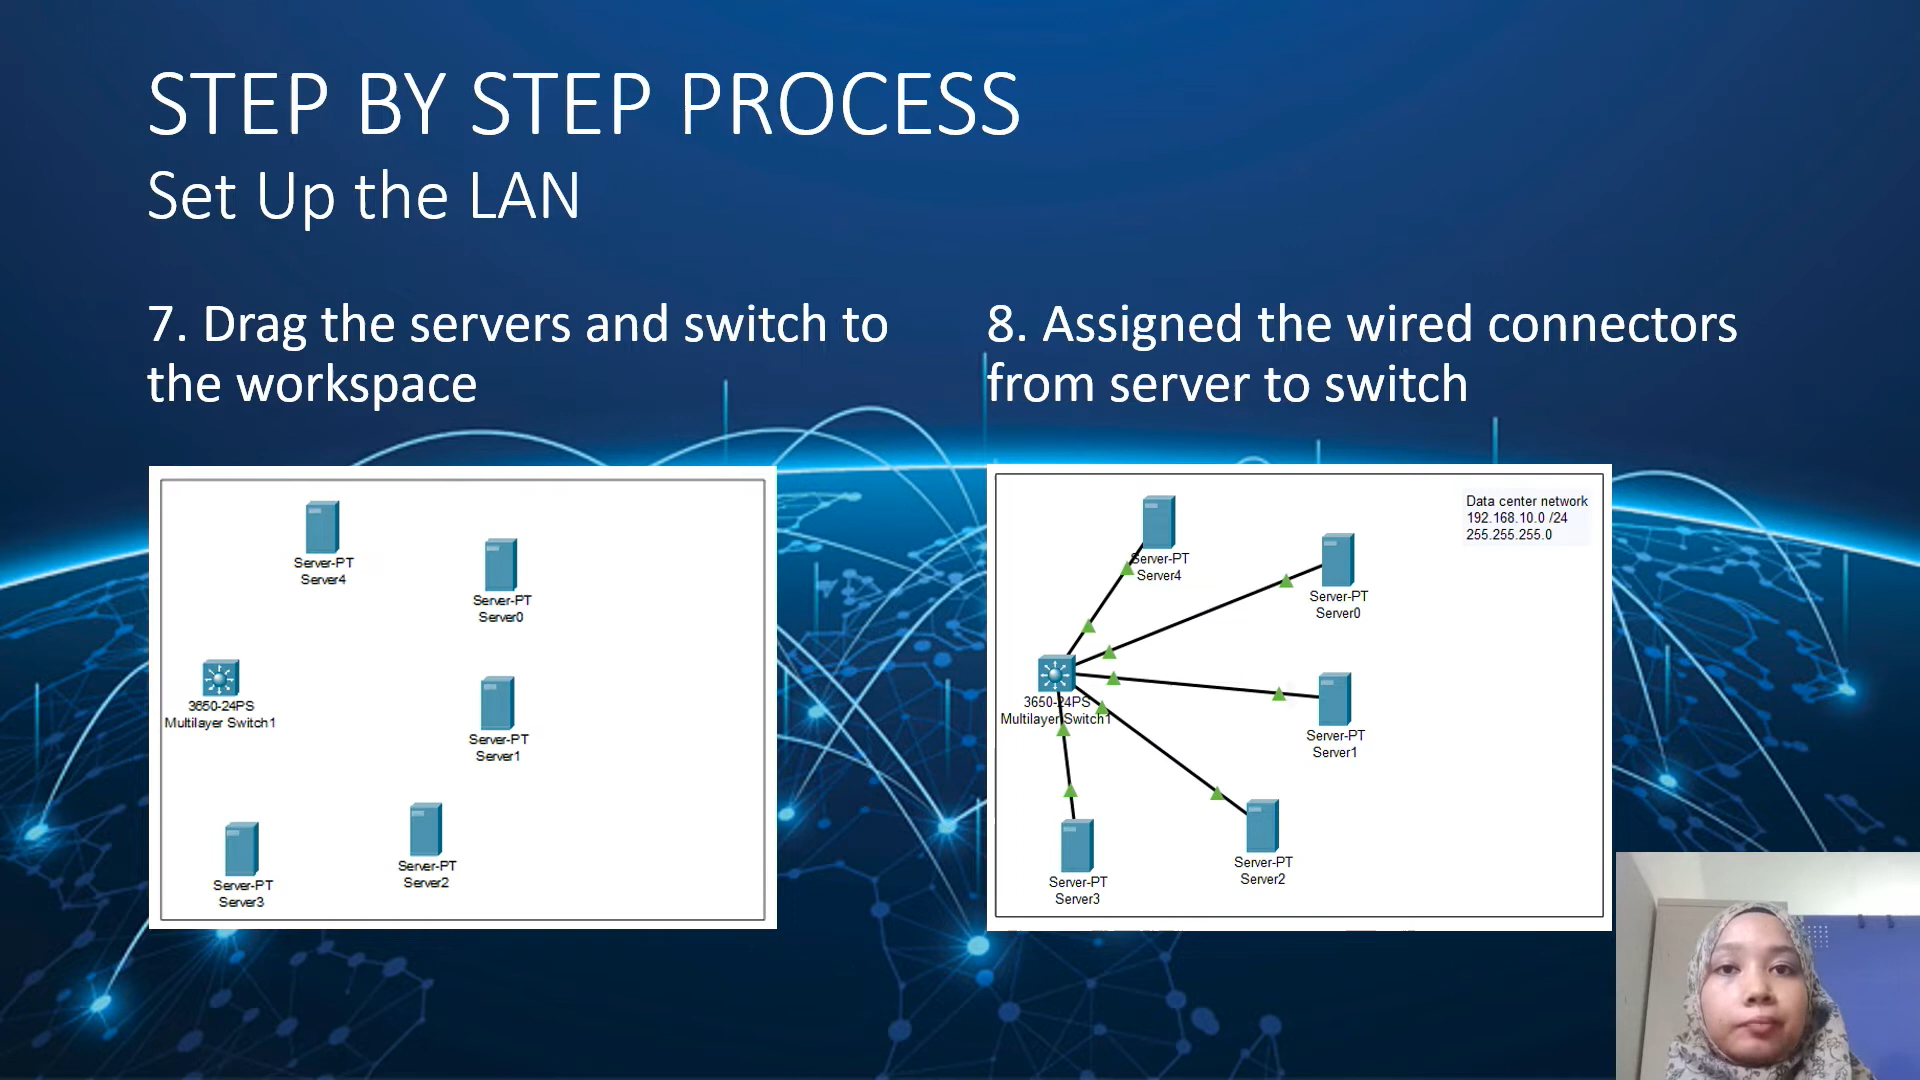 STEP BY STEP PROCESS
Set Up the LAN
7. Drag the servers and switch to
the workspace
Server-PT
Server4
Server-PT
Server0
3650-24PS
Multilayer Switch1
Server-PT
Server1
Server-PT
Server2
Server-PT
Server3
8. Assigned the wired connectors
from server to switch
Data center network
192.168.10.0 /24
255.255.255.0
Server-PT
Server4
Server-PT
Server0
3650-24PS
Multilayer Switch1
Server-PT
Server1
Server-PT
Server2
Server-PT
Server3